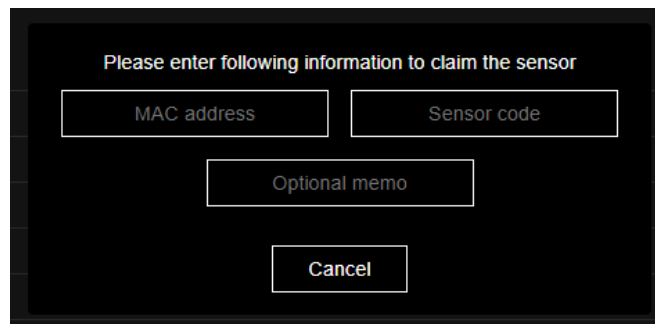 Please enter following information to claim the sensor
MAC address Sensor code
Optional memo
Cancel